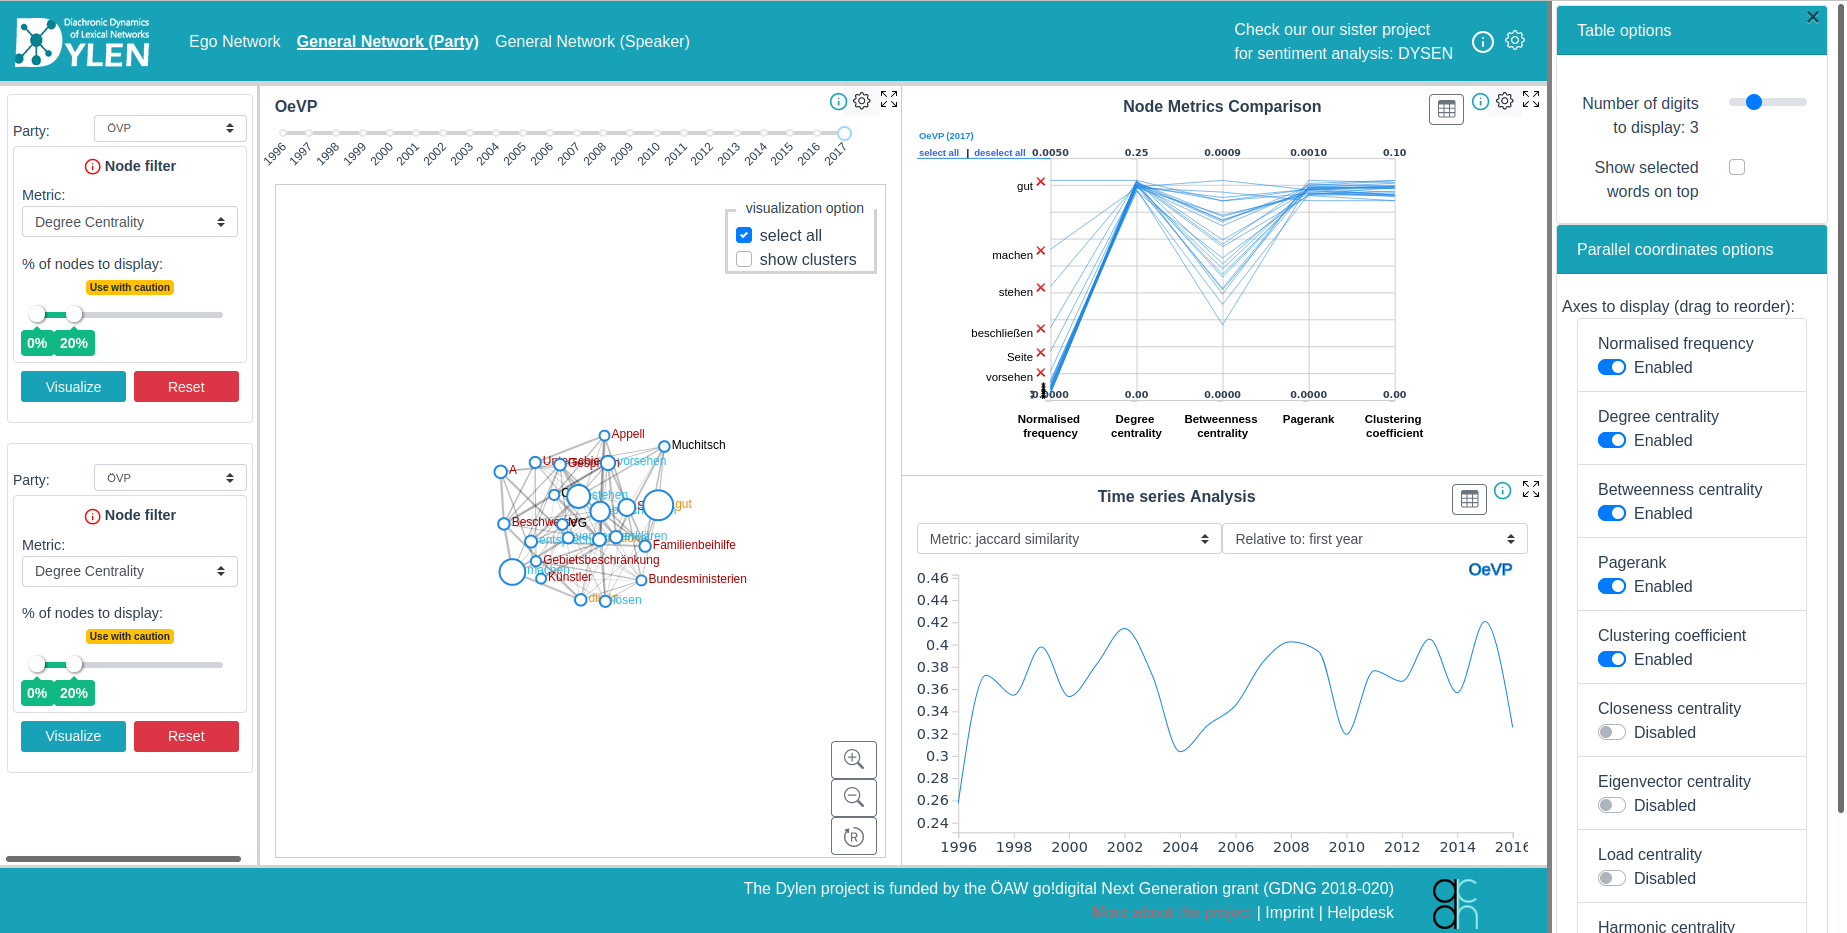 Diachronic Dynamics
of Lexical Networks
DYLEN
Ego Network
General Network (Party)
General Network (Speaker)
Check our our sister project
for sentiment analysis: DYSEN
Party:
ÖVP
Node filter
Metric:
Degree Centrality
% of nodes to display:
Use with caution
0%
20%
Visualize
Reset
Party:
ÖVP
Node filter
Metric:
Degree Centrality
% of nodes to display:
Use with caution
0%
20%
Visualize
Reset
OeVP
1996 1997 1998 1999 2000 2001 2002 2003 2004 2005 2006 2007 2008 2009 2010 2011 2012 2013 2014 2015 2016 2017
visualization option
select all
show clusters
Appell
Muchitsch
vorsehen
A
stehen
gut
Familienbeihilfe
Gebietsbeschränkung
machen
Künstler
Bundesministerien
lösen
R
Node Metrics Comparison
OeVP (2017)
select all | deselect all
0.0050 0.25 0.0009 0.0010 0.10
gut
machen
stehen
beschließen
Seite
vorsehen
0.0000 0.00 0.0000 0.0000 0.00
Normalised frequency
Degree centrality
Betweenness centrality
Pagerank
Clustering coefficient
Time series Analysis
Metric: jaccard similarity
Relative to: first year
OeVP
0.46
0.44
0.42
0.4
0.38
0.36
0.34
0.32
0.3
0.28
0.26
0.24
1996 1998 2000 2002 2004 2006 2008 2010 2012 2014 2016
Table options
Number of digits
to display: 3
Show selected
words on top
Parallel coordinates options
Axes to display (drag to reorder):
Normalised frequency
Enabled
Degree centrality
Enabled
Betweenness centrality
Enabled
Pagerank
Enabled
Clustering coefficient
Enabled
Closeness centrality
Disabled
Eigenvector centrality
Disabled
Load centrality
Disabled
Harmonic centrality
The Dylen project is funded by the ÖAW go!digital Next Generation grant (GDNG 2018-020)
More about the project | Imprint | Helpdesk
acdh